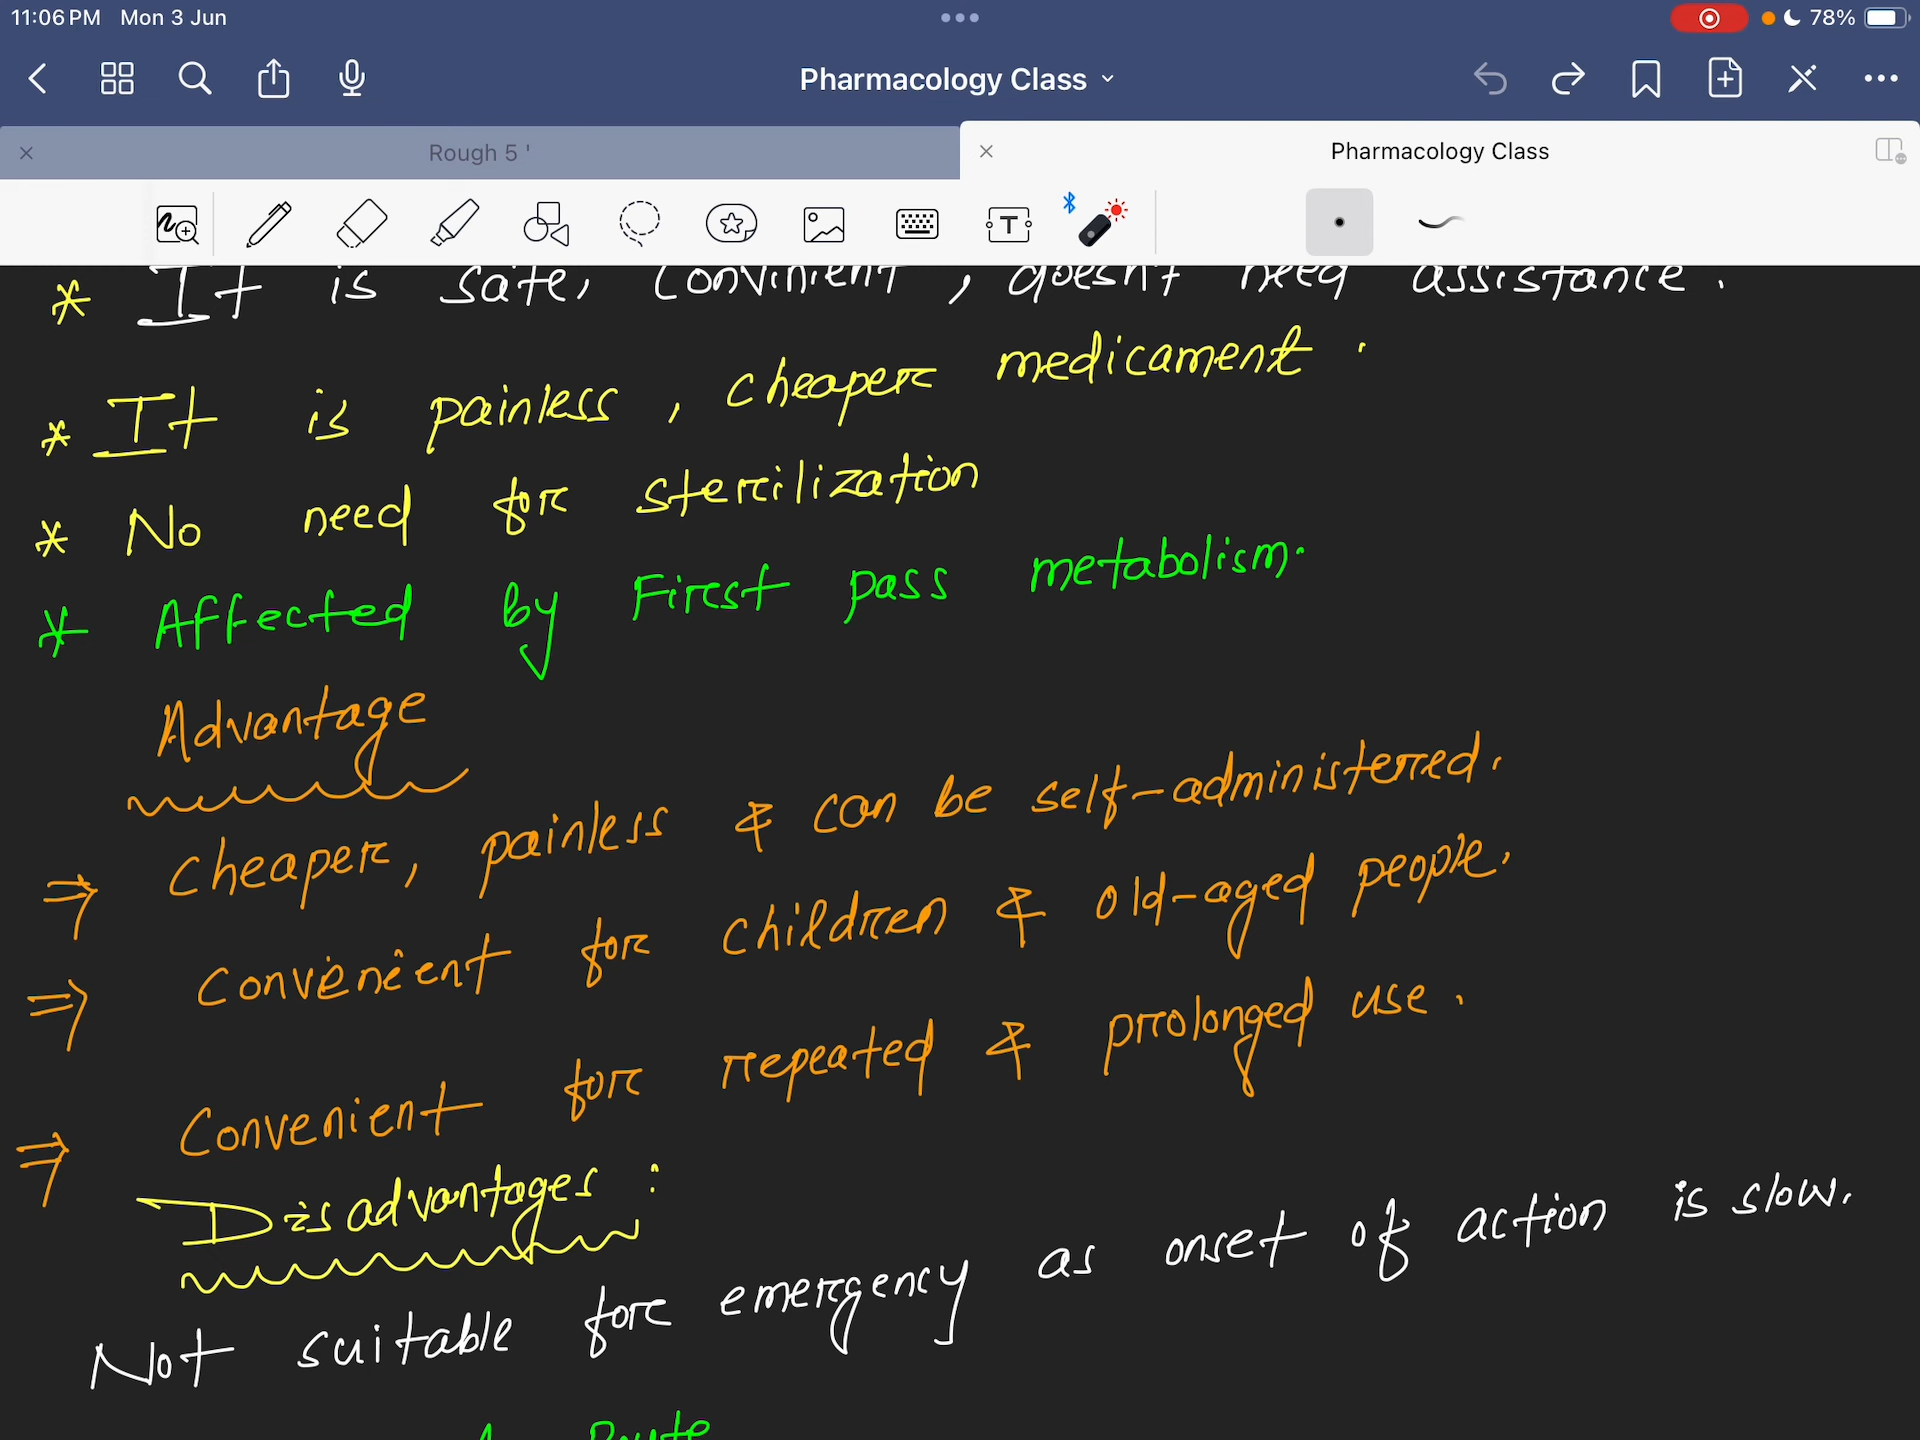 11:06 PM Mon 3 Jun
78%
Pharmacology Class
Rough 5 '
Pharmacology Class
* It is safe, convinient, doesn't need assistance.
* It is painless, cheaper medicament.
* No need for sterilization
* Affected by First pass metabolism.
Advantage
⇒ cheaper, painless & can be self-administerred.
⇒ convenient for children & old-aged people.
⇒ Convenient for repeated & prolonged use.
Disadvantages :
Not suitable for emergency as onset of action is slow.
Route